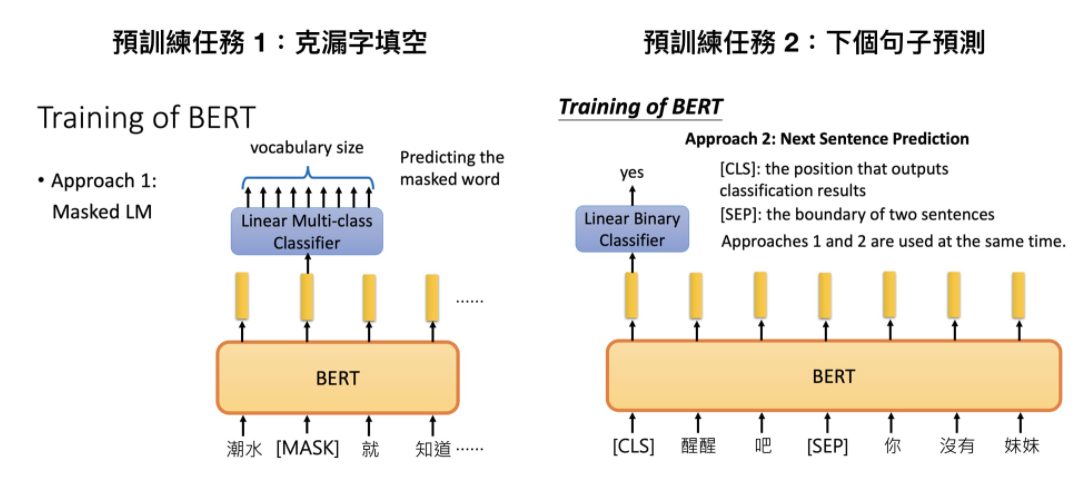 預訓練任務 1：克漏字填空
Training of BERT
• Approach 1:
Masked LM
vocabulary size
Predicting the
masked word
Linear Multi-class
Classifier
······
BERT
潮水 [MASK] 就 知道 ······
預訓練任務 2：下個句子預測
Training of BERT
Approach 2: Next Sentence Prediction
yes
[CLS]: the position that outputs
classification results
[SEP]: the boundary of two sentences
Approaches 1 and 2 are used at the same time.
Linear Binary
Classifier
BERT
[CLS] 醒醒 吧 [SEP] 你 沒有 妹妹